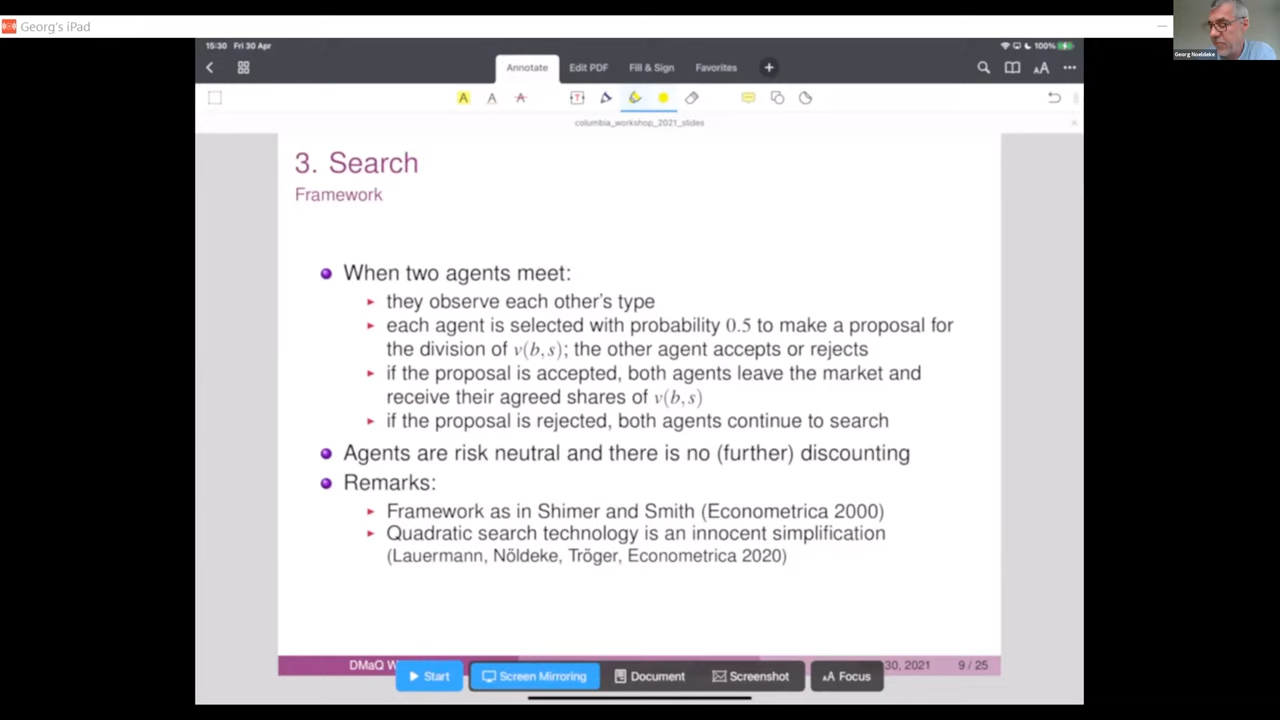 Georg's iPad
Georg Noeldeke
15:30 Fri 30 Apr
100%
Annotate Edit PDF Fill & Sign Favorites
columbia_workshop_2021_slides
3. Search
Framework
When two agents meet:
they observe each other's type
each agent is selected with probability 0.5 to make a proposal for
the division of v(b,s); the other agent accepts or rejects
if the proposal is accepted, both agents leave the market and
receive their agreed shares of v(b,s)
if the proposal is rejected, both agents continue to search
Agents are risk neutral and there is no (further) discounting
Remarks:
Framework as in Shimer and Smith (Econometrica 2000)
Quadratic search technology is an innocent simplification
(Lauermann, Nöldeke, Tröger, Econometrica 2020)
DMaQ W 30, 2021 9 / 25
Start Screen Mirroring Document Screenshot AA Focus